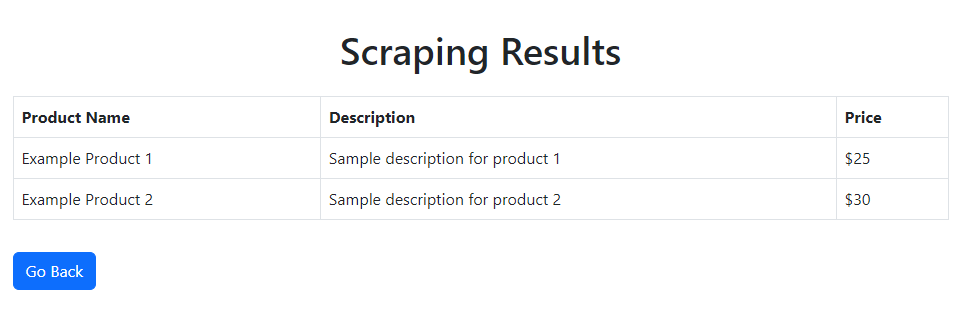 Scraping Results
Product Name Description Price
Example Product 1 Sample description for product 1 $25
Example Product 2 Sample description for product 2 $30
Go Back